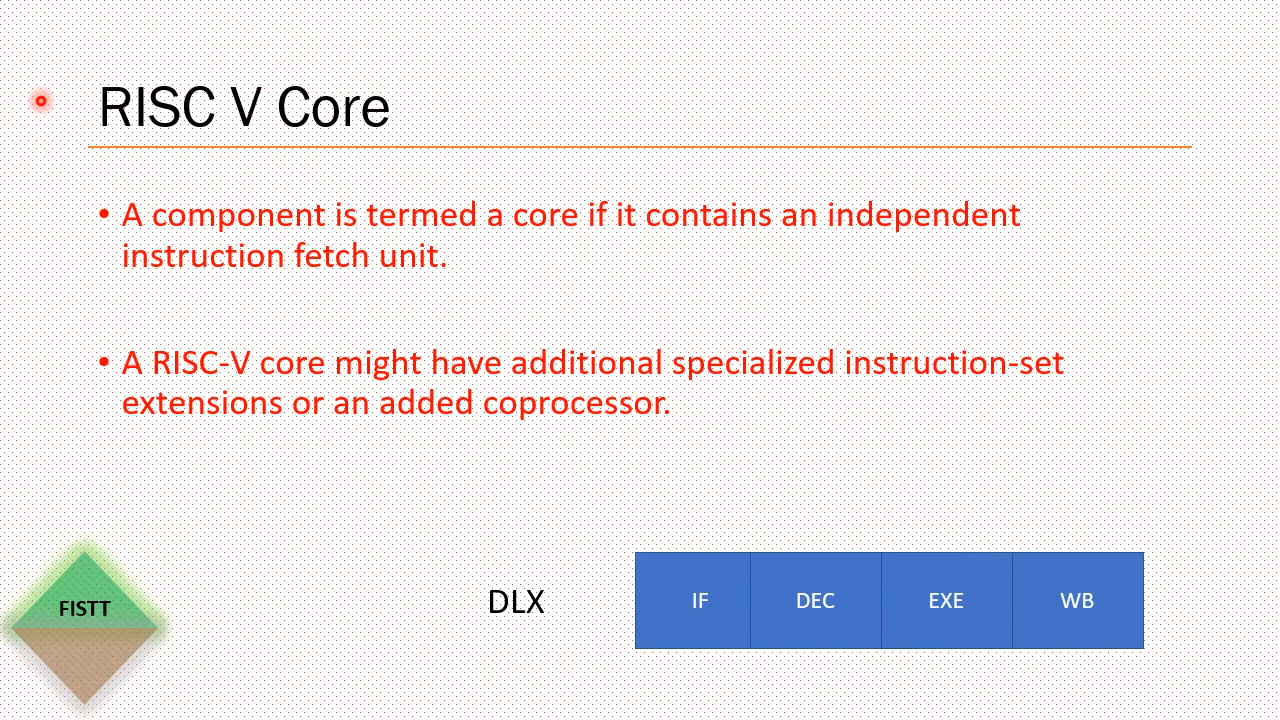 RISC V Core
• A component is termed a core if it contains an independent
instruction fetch unit.
• A RISC-V core might have additional specialized instruction-set
extensions or an added coprocessor.
FISTT
DLX
IF DEC EXE WB